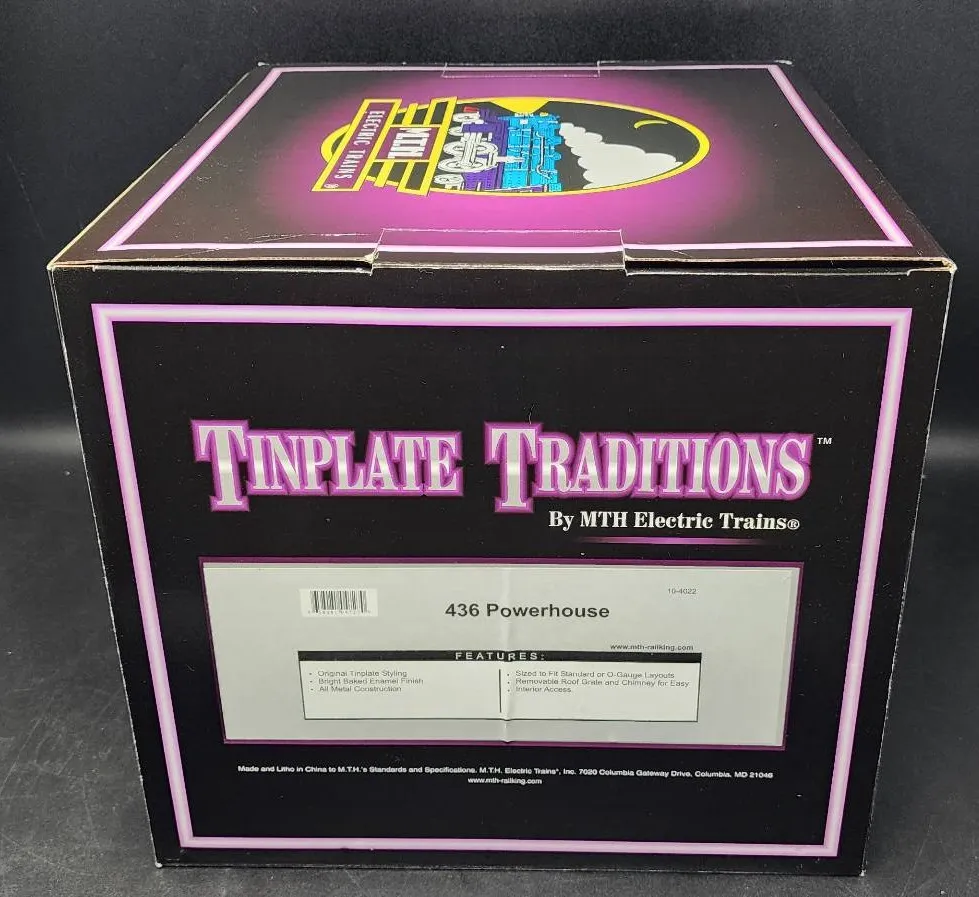 M.T.H.
ELECTRIC TRAINS ®
TINPLATE TRADITIONS™
By MTH Electric Trains®
10-4022
436 Powerhouse
www.mth-railking.com
FEATURES:
• Original Tinplate Styling
• Bright Baked Enamel Finish
• All Metal Construction
• Sized to Fit Standard or O-Gauge Layouts
• Removable Roof Grate and Chimney for Easy
Interior Access
Made and Litho in China to M.T.H.'s Standards and Specifications. M.T.H. Electric Trains®, Inc. 7020 Columbia Gateway Drive, Columbia, MD 21046
www.mth-railking.com